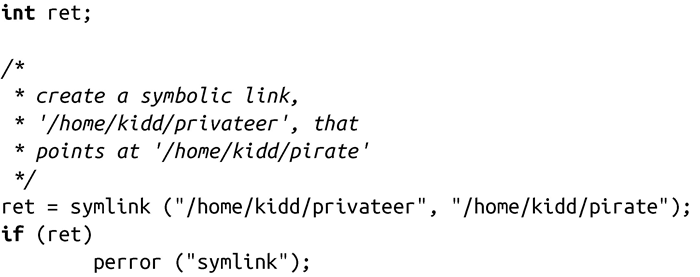 int ret;

/*
 * create a symbolic link,
 * '/home/kidd/privateer', that
 * points at '/home/kidd/pirate'
 */
ret = symlink ("/home/kidd/privateer", "/home/kidd/pirate");
if (ret)
        perror ("symlink");